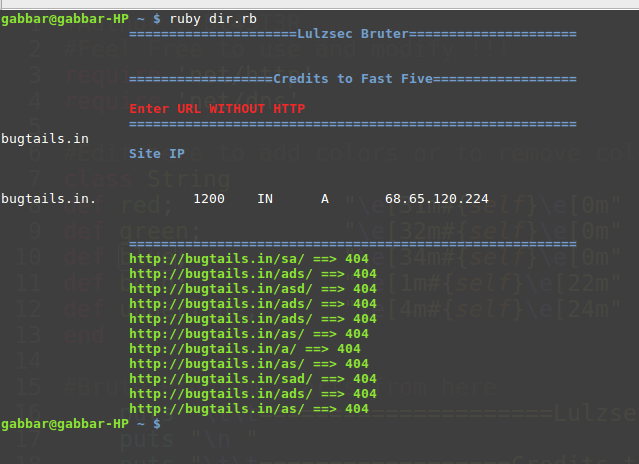 gabbar@gabbar-HP ~ $ ruby dir.rb
=====================Lulzsec Bruter=====================
==================Credits to Fast Five==================
Enter URL WITHOUT HTTP
========================================================
bugtails.in
Site IP
bugtails.in. 1200 IN A 68.65.120.224
========================================================
http://bugtails.in/sa/ ==> 404
http://bugtails.in/ads/ ==> 404
http://bugtails.in/asd/ ==> 404
http://bugtails.in/ads/ ==> 404
http://bugtails.in/ads/ ==> 404
http://bugtails.in/as/ ==> 404
http://bugtails.in/a/ ==> 404
http://bugtails.in/as/ ==> 404
http://bugtails.in/sad/ ==> 404
http://bugtails.in/ads/ ==> 404
http://bugtails.in/as/ ==> 404
gabbar@gabbar-HP ~ $